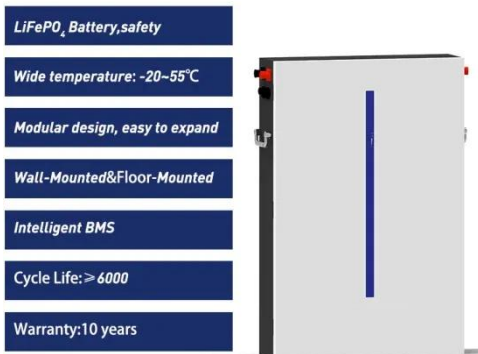 LiFePO₄ Battery,safety
Wide temperature: -20~55℃
Modular design, easy to expand
Wall-Mounted&Floor-Mounted
Intelligent BMS
Cycle Life:≥6000
Warranty:10 years